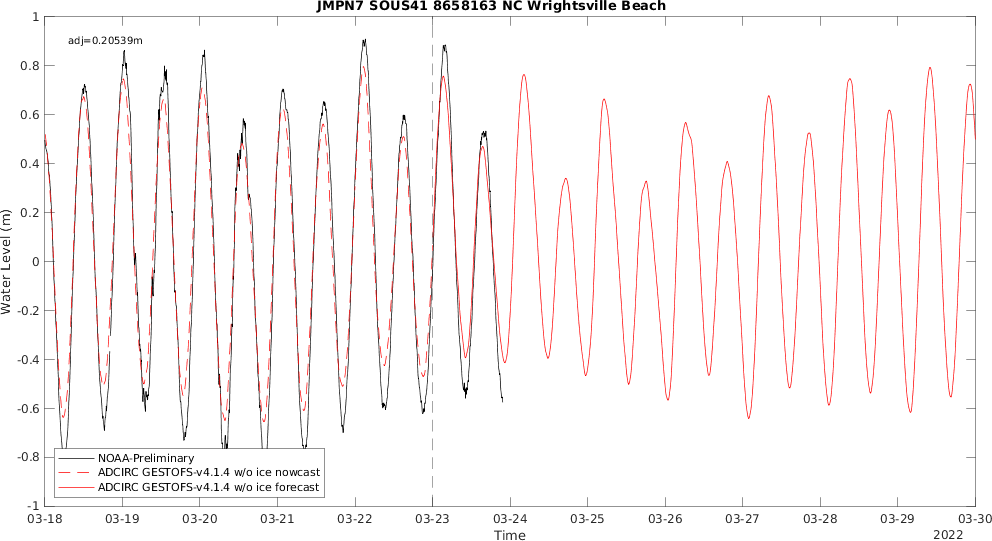 JMPN7 SOUS41 8658163 NC Wrightsville Beach
adj=0.20539m
1
0.8
0.6
0.4
0.2
0
-0.2
-0.4
-0.6
-0.8
-1
Water Level (m)
NOAA-Preliminary
ADCIRC GESTOFS-v4.1.4 w/o ice nowcast
ADCIRC GESTOFS-v4.1.4 w/o ice forecast
03-18 03-19 03-20 03-21 03-22 03-23 03-24 03-25 03-26 03-27 03-28 03-29 03-30
Time
2022